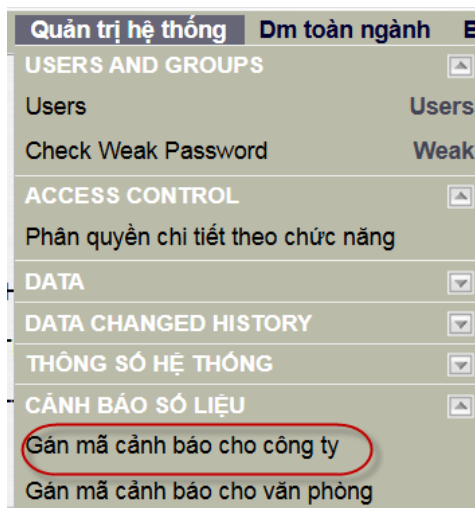 Quản trị hệ thống Dm toàn ngành
USERS AND GROUPS
Users Users
Check Weak Password Weak
ACCESS CONTROL
Phân quyền chi tiết theo chức năng
DATA
DATA CHANGED HISTORY
THÔNG SỐ HỆ THỐNG
CẢNH BÁO SỐ LIỆU
Gán mã cảnh báo cho công ty
Gán mã cảnh báo cho văn phòng